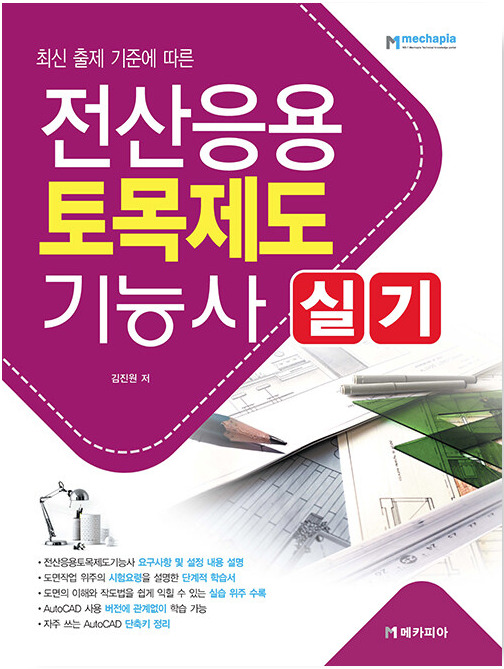 mechapia
최신 출제 기준에 따른
전산응용
토목제도
기능사 실기
김진원 저
• 전산응용토목제도기능사 요구사항 및 설정 내용 설명
• 도면작업 위주의 시험요령을 설명한 단계적 학습서
• 도면의 이해와 작도법을 쉽게 익힐 수 있는 실습 위주 수록
• AutoCAD 사용 버전에 관계없이 학습 가능
• 자주 쓰는 AutoCAD 단축키 정리
메카피아